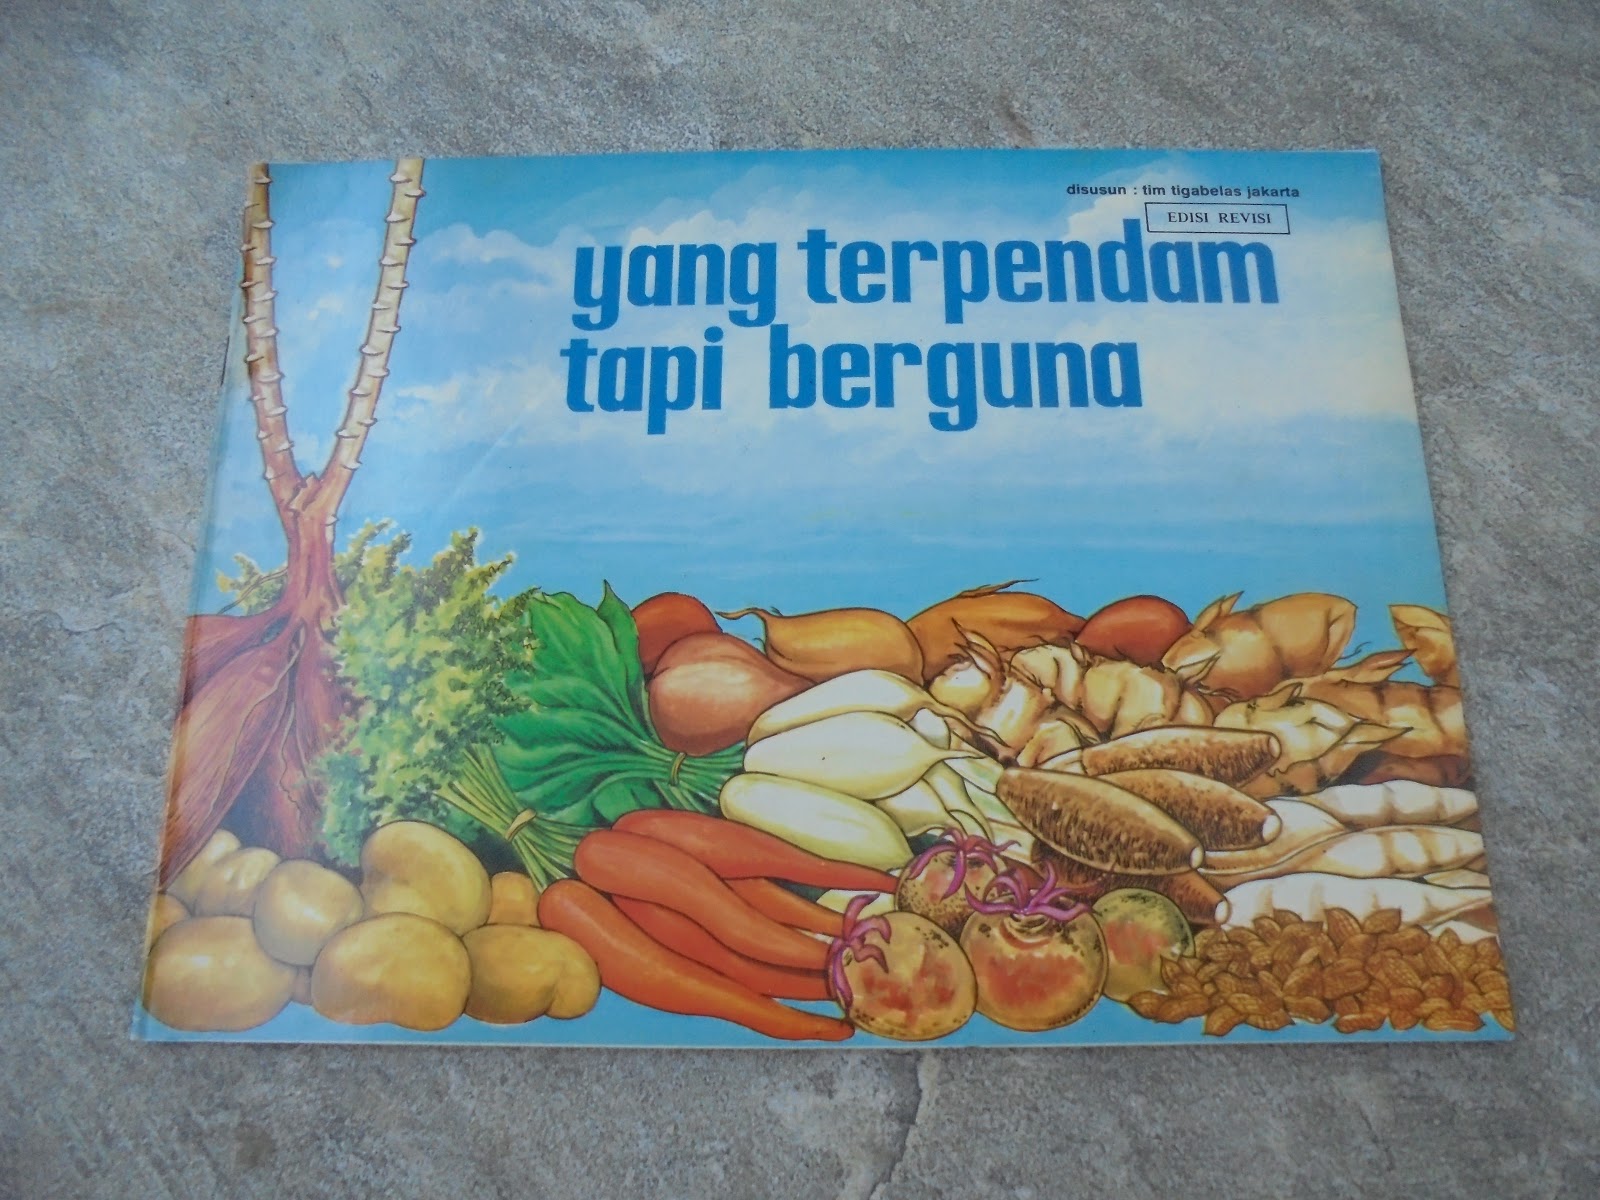 disusun : tim tigabelas jakarta
EDISI REVISI
yang terpendam
tapi berguna